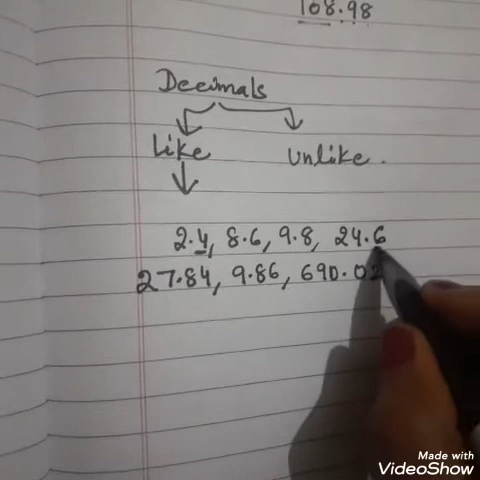 108.98
Decimals
Like unlike.
2.4, 8.6, 9.8, 24.6
27.84, 9.86, 690.02
Made with
VideoShow